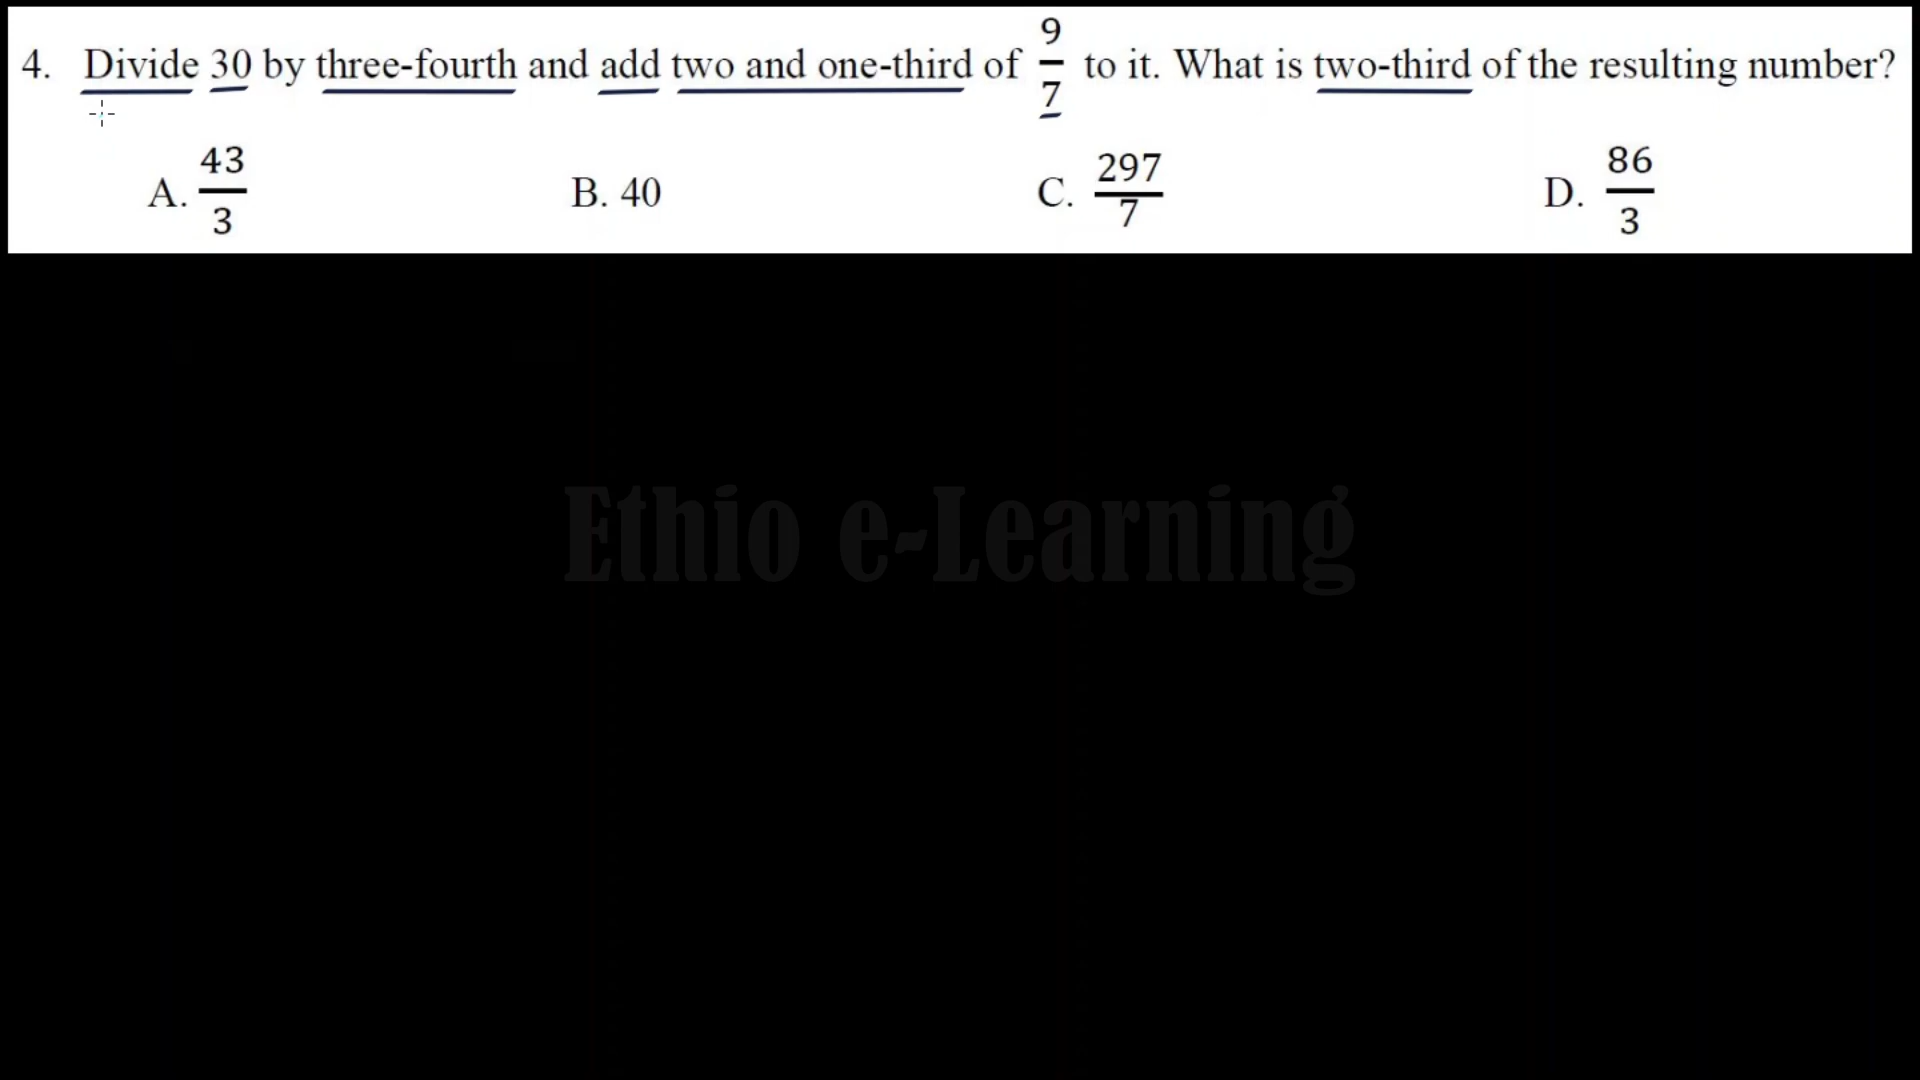 4. Divide 30 by three-fourth and add two and one-third of 9/7 to it. What is two-third of the resulting number?
A. 43/3 B. 40 C. 297/7 D. 86/3
Ethio e-Learning